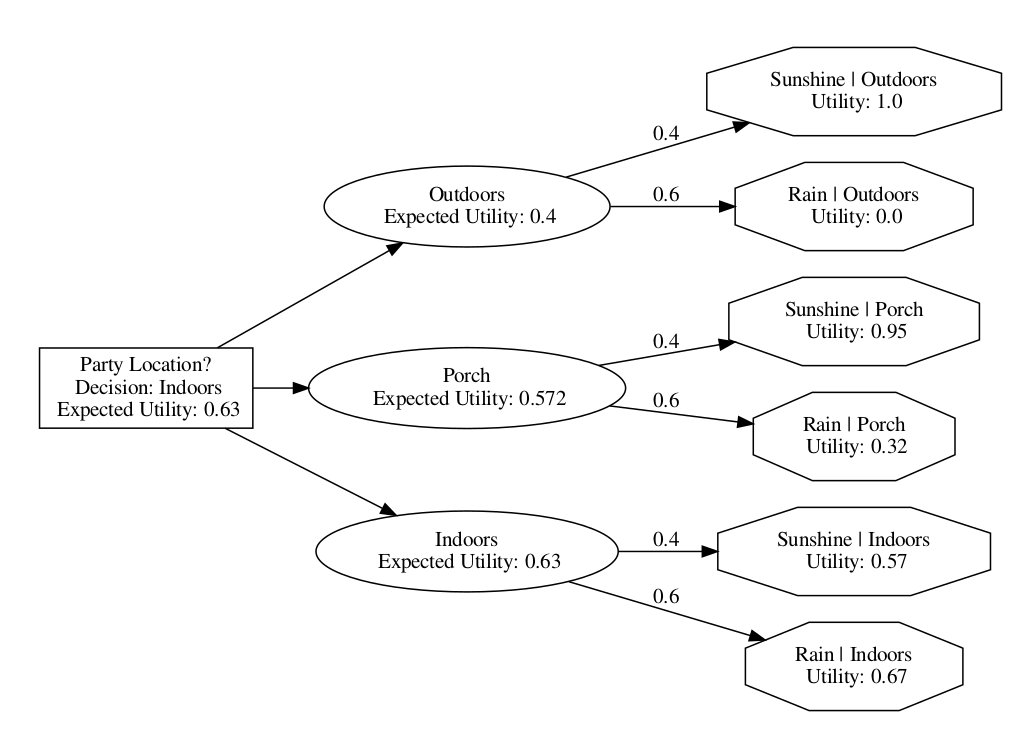 Sunshine | Outdoors
Utility: 1.0
0.4
Outdoors
Expected Utility: 0.4
0.6
Rain | Outdoors
Utility: 0.0
Sunshine | Porch
Utility: 0.95
0.4
Party Location?
Decision: Indoors
Expected Utility: 0.63
Porch
Expected Utility: 0.572
0.6
Rain | Porch
Utility: 0.32
Indoors
Expected Utility: 0.63
0.4
Sunshine | Indoors
Utility: 0.57
0.6
Rain | Indoors
Utility: 0.67